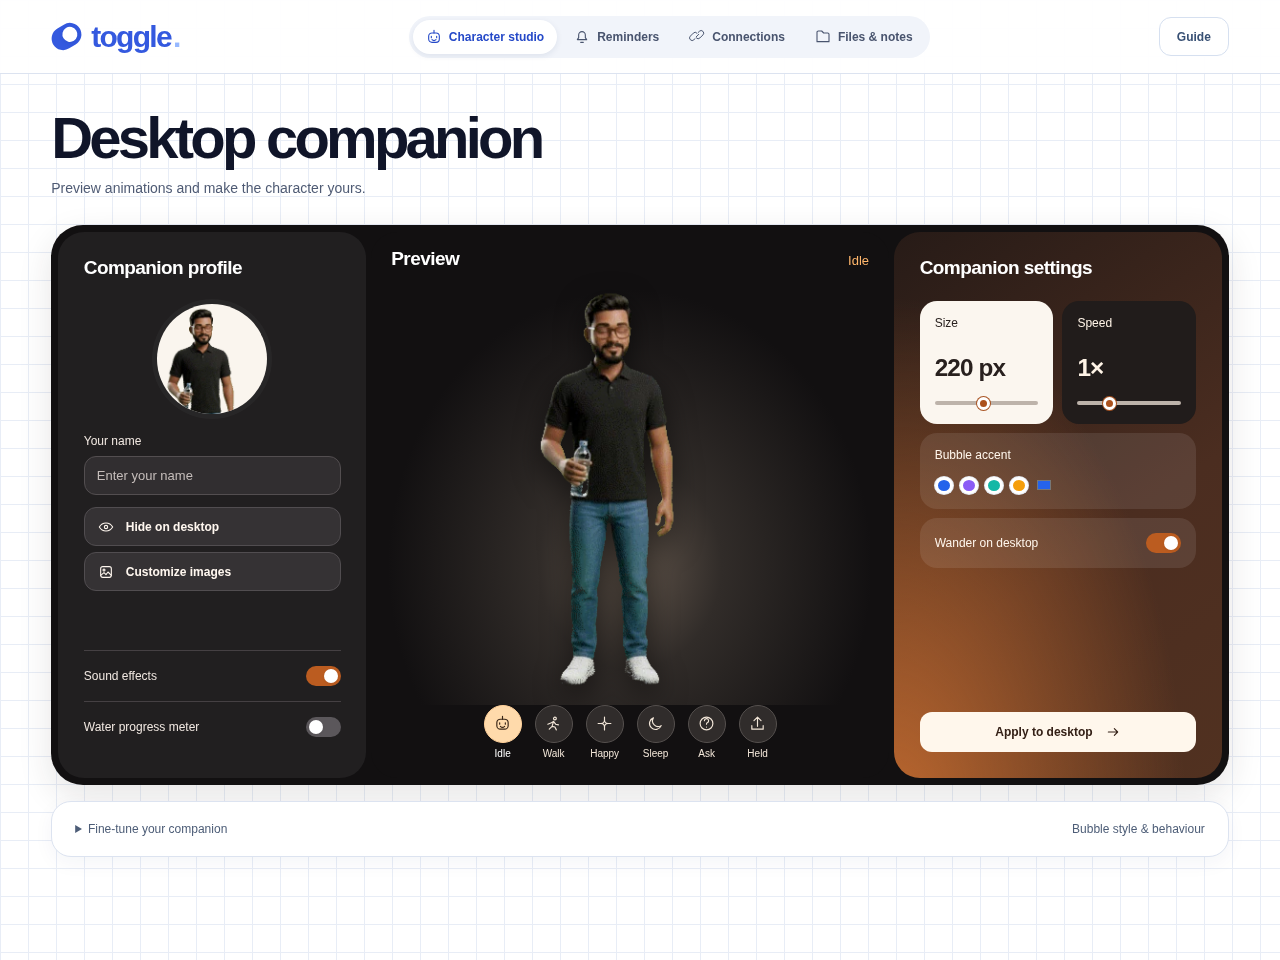 toggle.
Character studio
Reminders
Connections
Files & notes
Guide
Desktop companion
Preview animations and make the character yours.
Companion profile
Your name
Enter your name
Hide on desktop
Customize images
Sound effects
Water progress meter
Preview
Idle
Idle
Walk
Happy
Sleep
Ask
Held
Companion settings
Size
220 px
Speed
1×
Bubble accent
Wander on desktop
Apply to desktop
Fine-tune your companion
Bubble style & behaviour